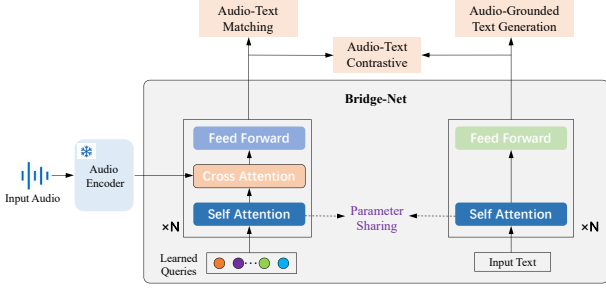 Audio-Text
Matching
Audio-Grounded
Text Generation
Audio-Text
Contrastive
Bridge-Net
Feed Forward
Feed Forward
Audio
Encoder
Cross Attention
Input Audio
Self Attention
Parameter
Sharing
Self Attention
×N
×N
Learned
Queries
Input Text